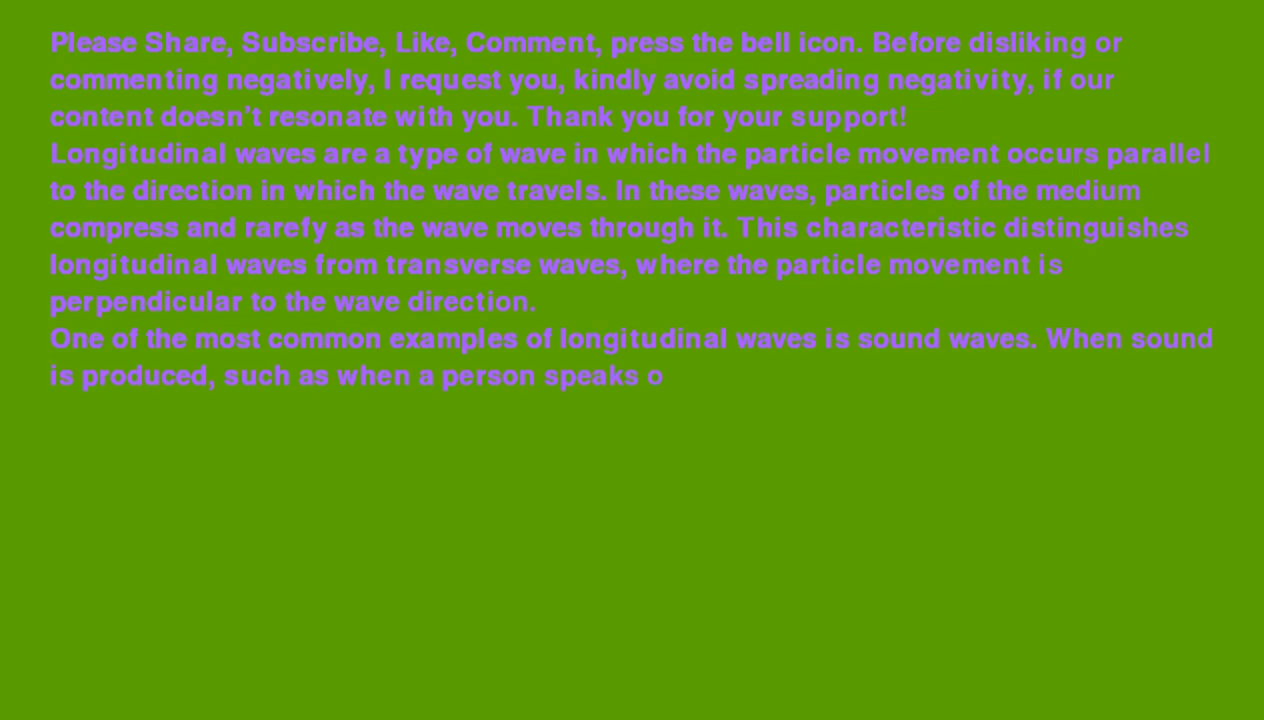 Please Share, Subscribe, Like, Comment, press the bell icon. Before disliking or
commenting negatively, I request you, kindly avoid spreading negativity, if our
content doesn't resonate with you. Thank you for your support!
Longitudinal waves are a type of wave in which the particle movement occurs parallel
to the direction in which the wave travels. In these waves, particles of the medium
compress and rarefy as the wave moves through it. This characteristic distinguishes
longitudinal waves from transverse waves, where the particle movement is
perpendicular to the wave direction.
One of the most common examples of longitudinal waves is sound waves. When sound
is produced, such as when a person speaks o